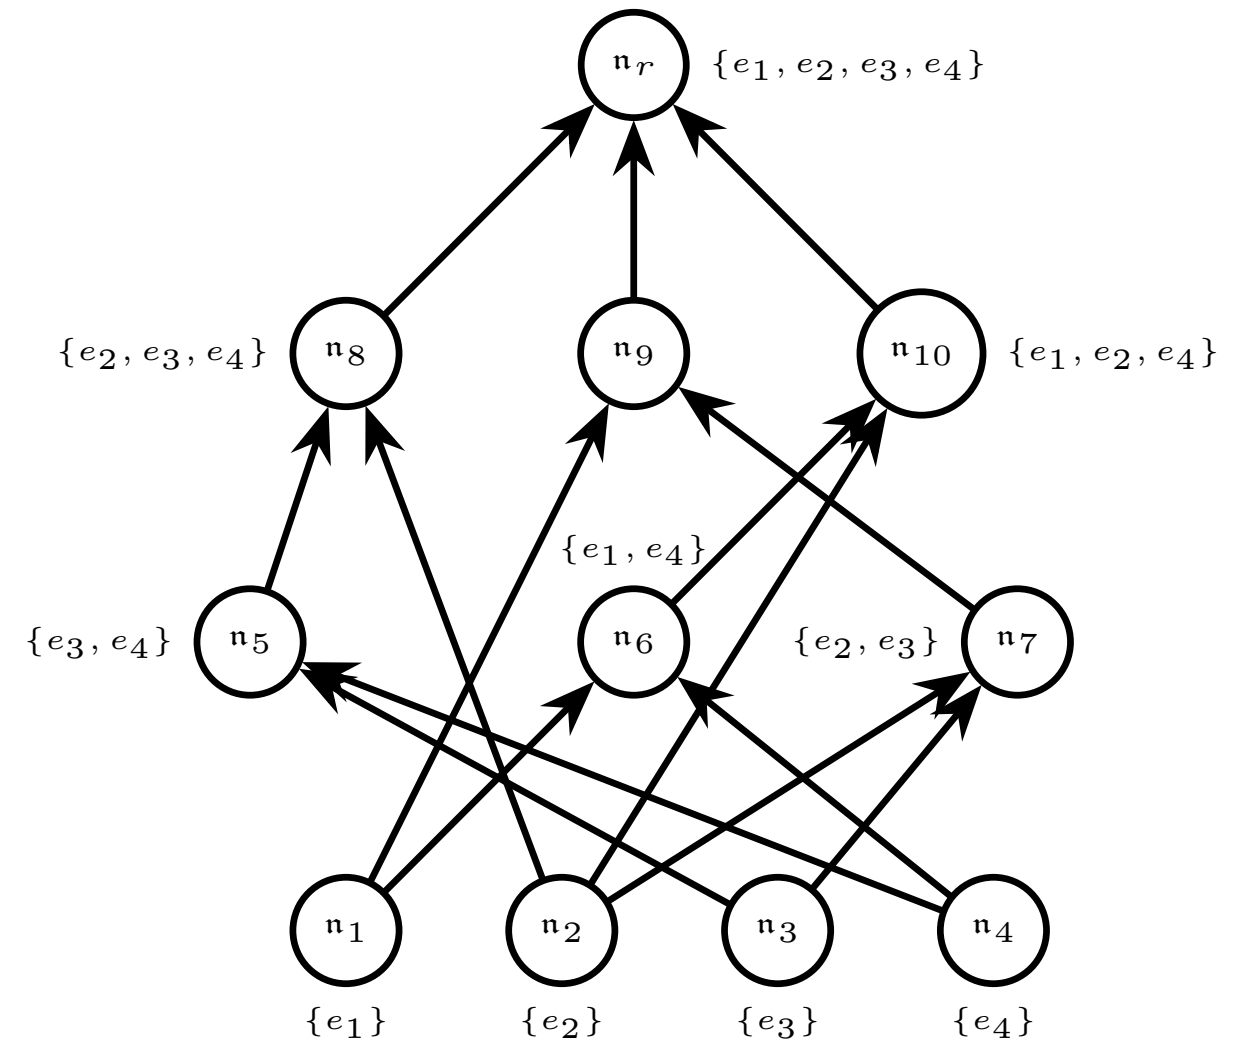 𝔫r {e1, e2, e3, e4}
{e2, e3, e4} 𝔫8 𝔫9 𝔫10 {e1, e2, e4}
{e1, e4}
{e3, e4} 𝔫5 𝔫6 {e2, e3} 𝔫7
𝔫1 𝔫2 𝔫3 𝔫4
{e1} {e2} {e3} {e4}